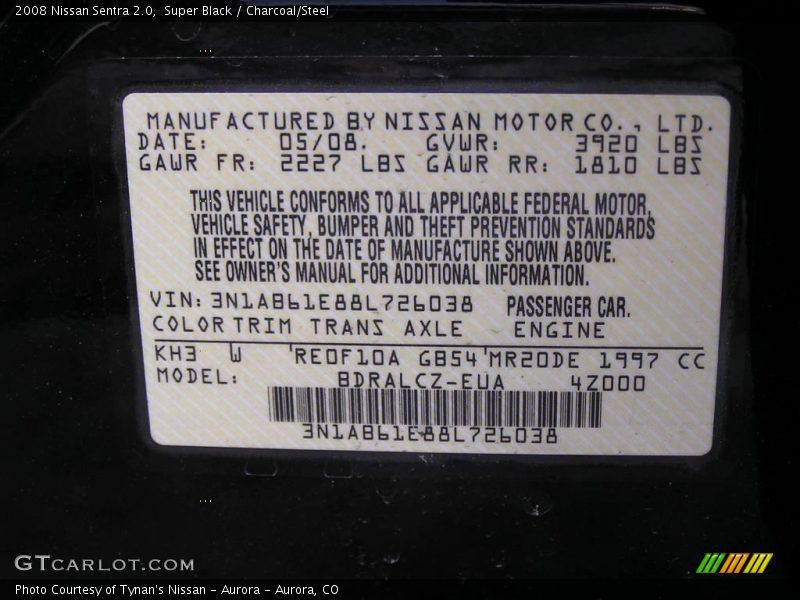 2008 Nissan Sentra 2.0,  Super Black / Charcoal/Steel
MANUFACTURED BY NISSAN MOTOR CO., LTD.
DATE: 05/08. GVWR: 3920 LBS
GAWR FR: 2227 LBS GAWR RR: 1810 LBS
THIS VEHICLE CONFORMS TO ALL APPLICABLE FEDERAL MOTOR,
VEHICLE SAFETY, BUMPER AND THEFT PREVENTION STANDARDS
IN EFFECT ON THE DATE OF MANUFACTURE SHOWN ABOVE.
SEE OWNER'S MANUAL FOR ADDITIONAL INFORMATION.
VIN: 3N1AB61E88L726038 PASSENGER CAR.
COLOR TRIM TRANS AXLE ENGINE
KH3 W 'RE0F10A GB54'MR20DE 1997 CC
MODEL: BDRALCZ-EUA 4Z000
3N1AB61E88L726038
GTCARLOT.COM
Photo Courtesy of Tynan's Nissan - Aurora - Aurora, CO